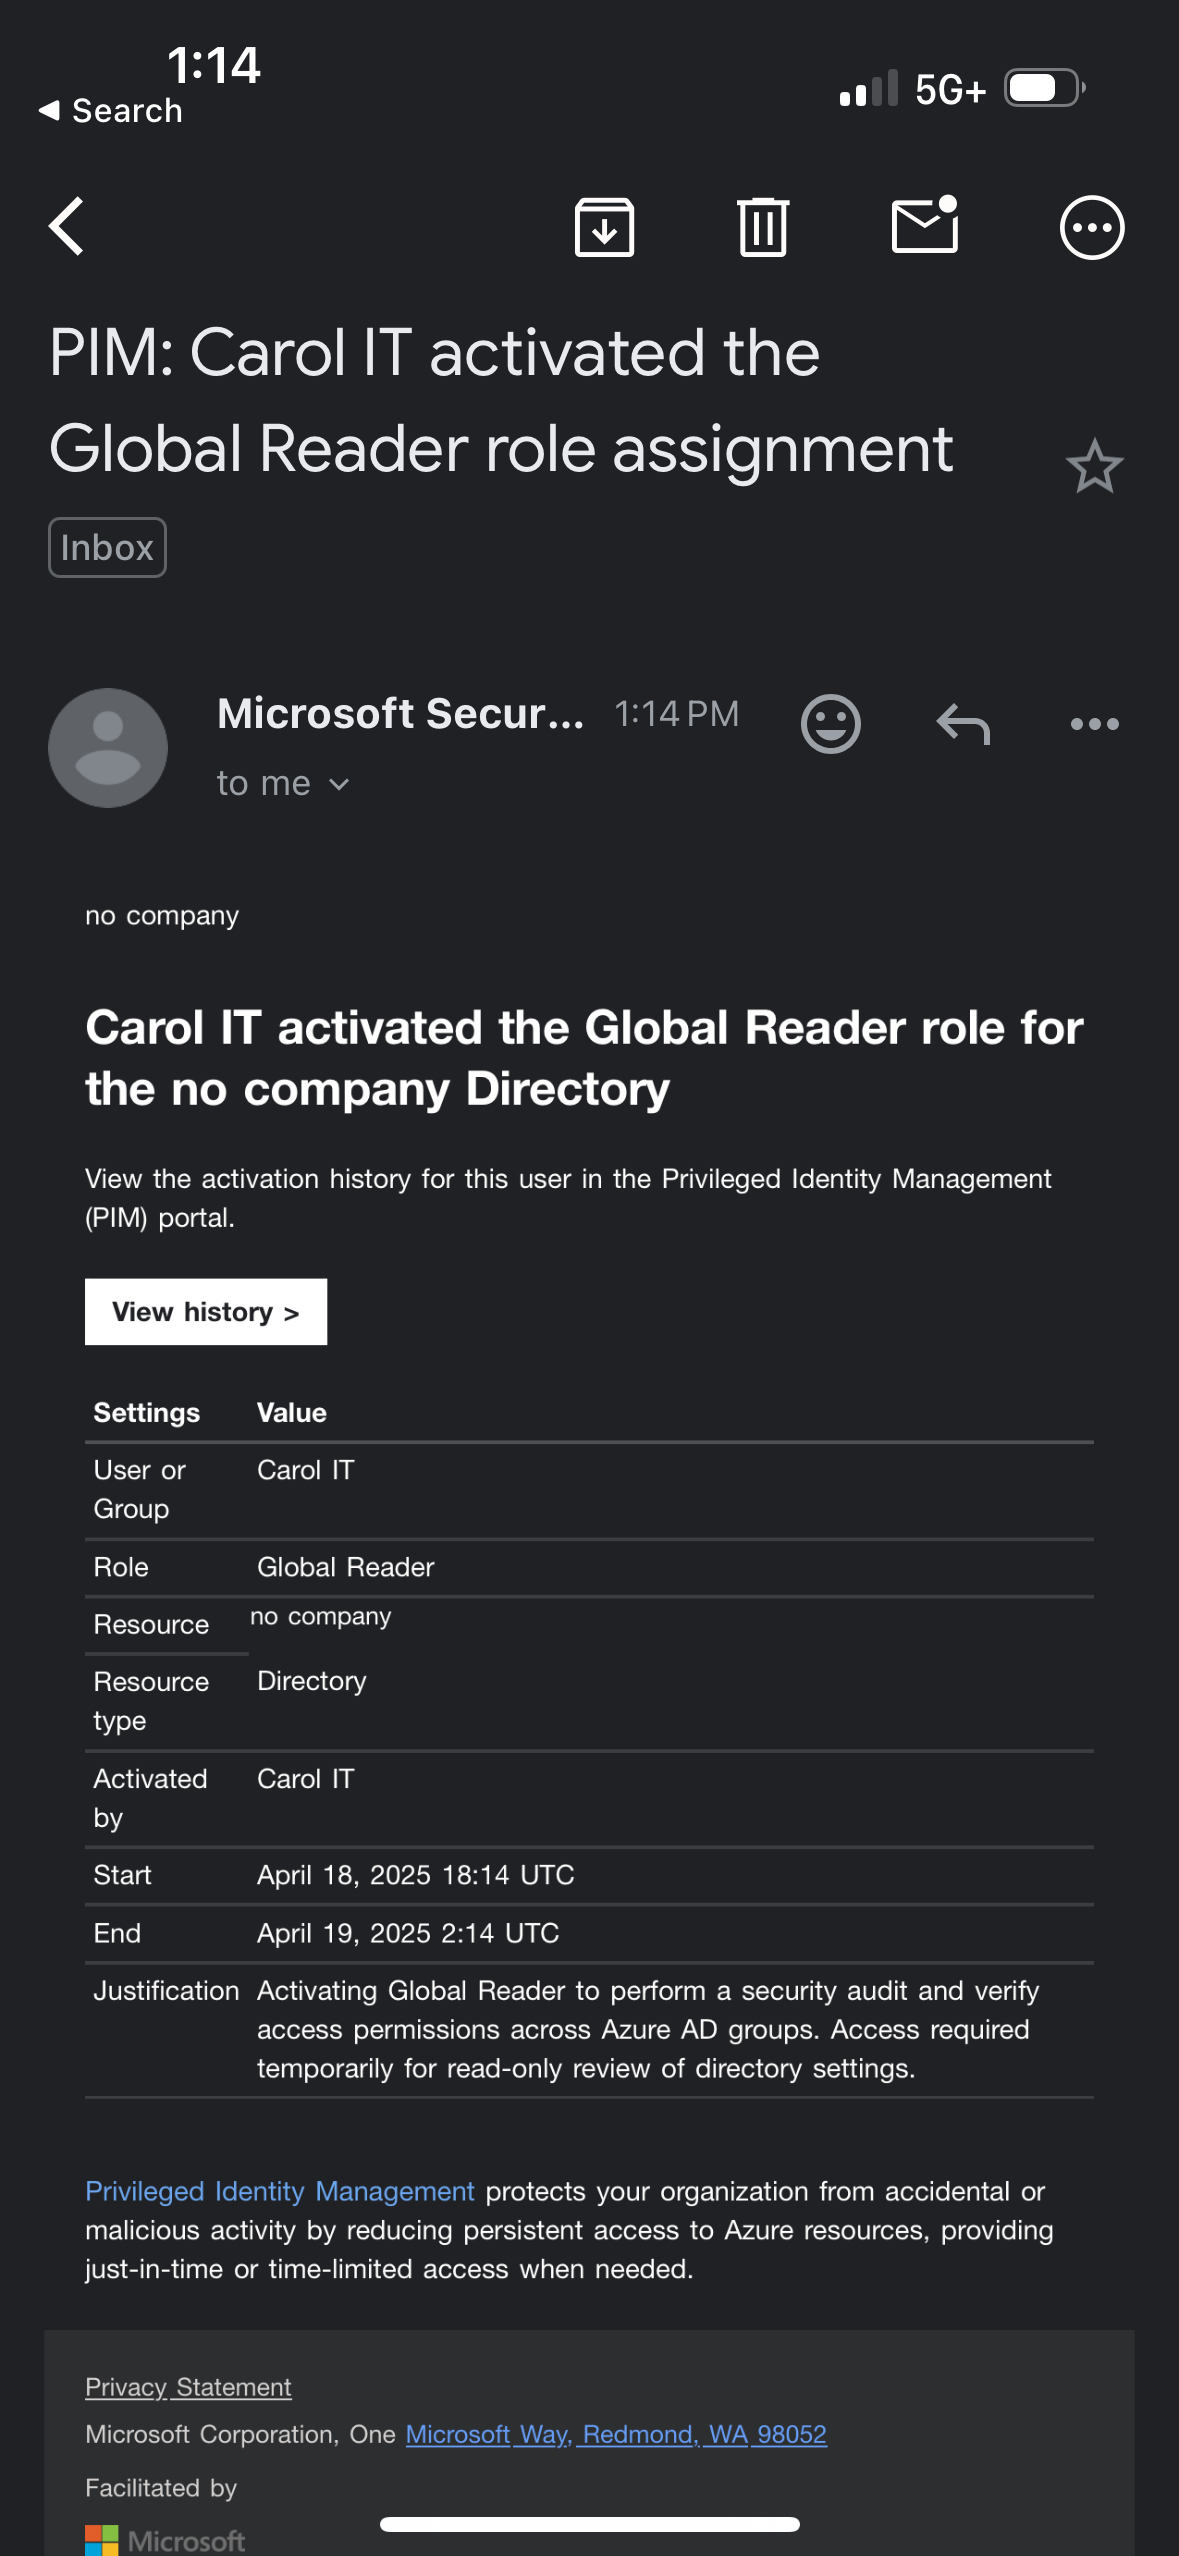 1:14
Search
5G+
PIM: Carol IT activated the
Global Reader role assignment
Inbox
Microsoft Secur... 1:14 PM
to me
no company
Carol IT activated the Global Reader role for
the no company Directory
View the activation history for this user in the Privileged Identity Management
(PIM) portal.
View history >
Settings Value
User or Carol IT
Group
Role Global Reader
Resource no company
Resource Directory
type
Activated Carol IT
by
Start April 18, 2025 18:14 UTC
End April 19, 2025 2:14 UTC
Justification Activating Global Reader to perform a security audit and verify
access permissions across Azure AD groups. Access required
temporarily for read-only review of directory settings.
Privileged Identity Management protects your organization from accidental or
malicious activity by reducing persistent access to Azure resources, providing
just-in-time or time-limited access when needed.
Privacy Statement
Microsoft Corporation, One Microsoft Way, Redmond, WA 98052
Facilitated by
Microsoft